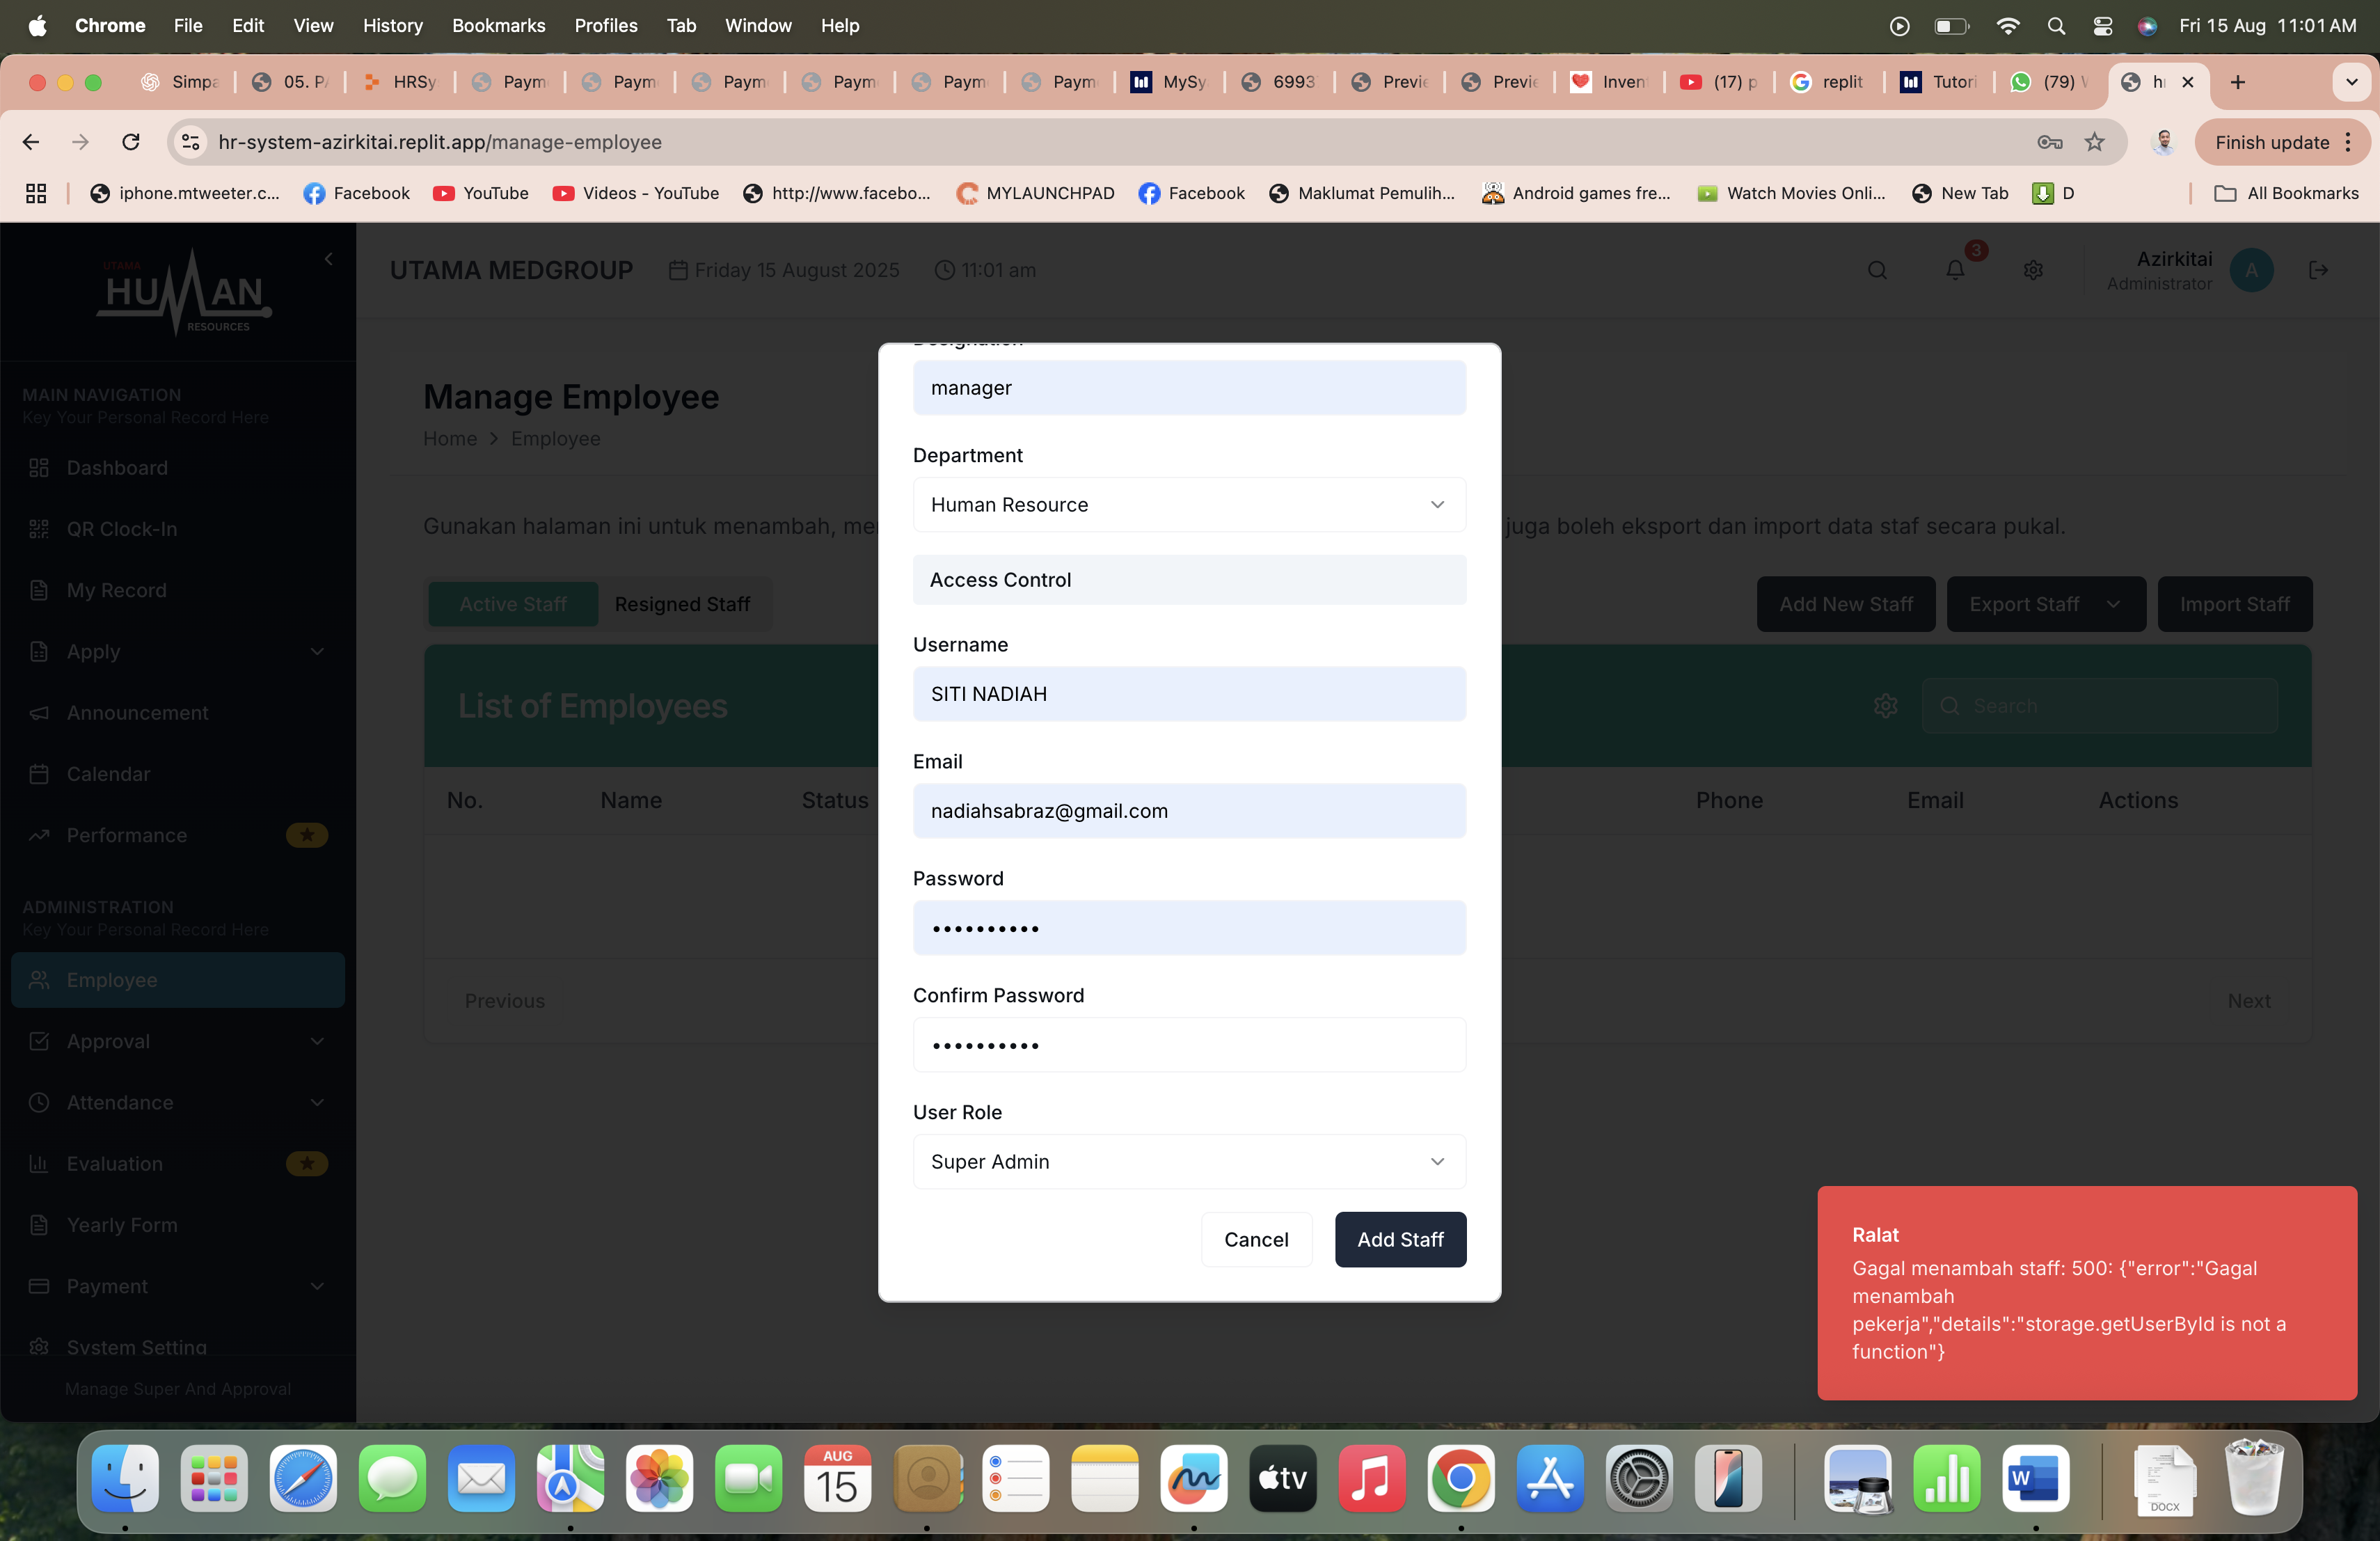 Chrome File Edit View History Bookmarks Profiles Tab Window Help
Fri 15 Aug 11:01 AM
Simpa
05. P
HRSy
Paym
Paym
Paym
Paym
Paym
Paym
MySy
6993
Previe
Previe
Inven
(17) p
replit
Tutori
(79)
h
hr-system-azirkitai.replit.app/manage-employee
Finish update
iphone.mtweeter.c...
Facebook
YouTube
Videos - YouTube
http://www.facebo...
MYLAUNCHPAD
Facebook
Maklumat Pemulih...
Android games fre...
Watch Movies Onli...
New Tab
D
All Bookmarks
UTAMA
HUMAN
RESOURCES
UTAMA MEDGROUP
Friday 15 August 2025
11:01 am
3
Azirkitai
Administrator
A
MAIN NAVIGATION
Key Your Personal Record Here
Dashboard
QR Clock-In
My Record
Apply
Announcement
Calendar
Performance
ADMINISTRATION
Key Your Personal Record Here
Employee
Approval
Attendance
Evaluation
Yearly Form
Payment
System Setting
Manage Super And Approval
Manage Employee
Home > Employee
Gunakan halaman ini untuk menambah,
juga boleh eksport dan import data staf secara pukal.
Active Staff
Resigned Staff
Add New Staff
Export Staff
Import Staff
List of Employees
Search
No.
Name
Status
Phone
Email
Actions
Previous
Next
Designation
manager
Department
Human Resource
Access Control
Username
SITI NADIAH
Email
nadiahsabraz@gmail.com
Password
••••••••••
Confirm Password
••••••••••
User Role
Super Admin
Cancel
Add Staff
Ralat
Gagal menambah staff: 500: {"error":"Gagal
menambah
pekerja","details":"storage.getUserById is not a
function"}
AUG
15
tv
W
DOCX